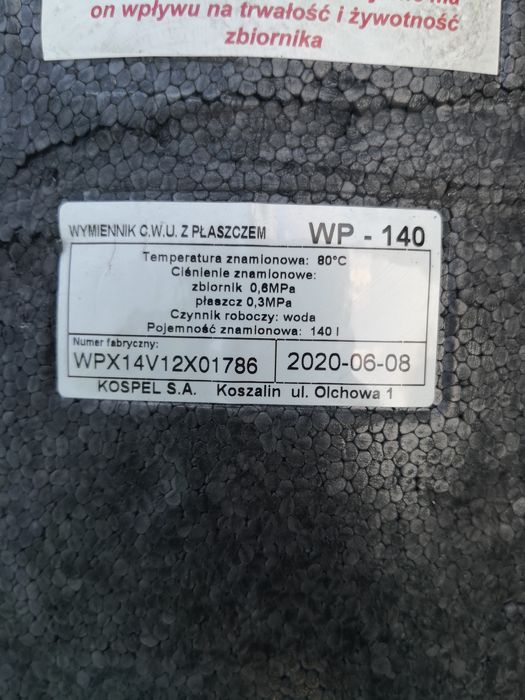 on wpływu na trwałość i żywotność
zbiornika
WYMIENNIK C.W.U. Z PŁASZCZEM WP - 140
Temperatura znamionowa: 80°C
Ciśnienie znamionowe:
zbiornik 0,6MPa
płaszcz 0,3MPa
Czynnik roboczy: woda
Pojemność znamionowa: 140 l
Numer fabryczny:
WPX14V12X01786 2020-06-08
KOSPEL S.A. Koszalin ul. Olchowa 1